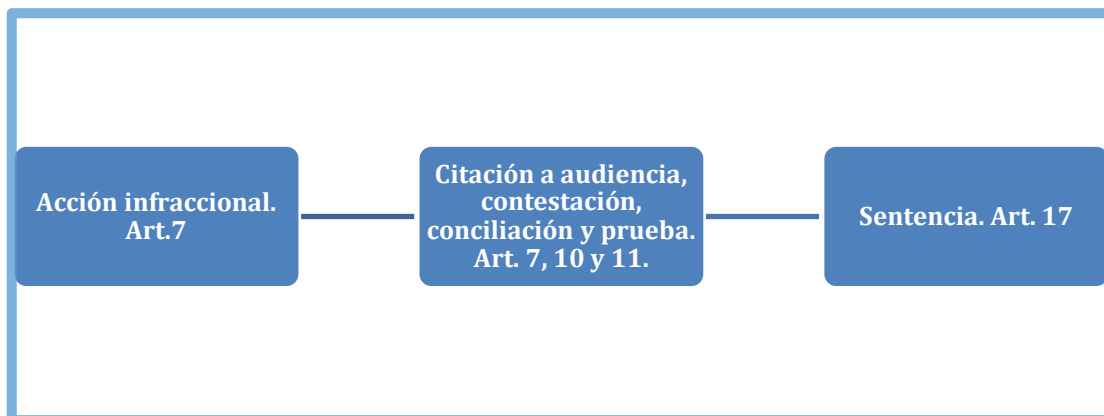 Acción infraccional.
Art.7
Citación a audiencia,
contestación,
conciliación y prueba.
Art. 7, 10 y 11.
Sentencia. Art. 17